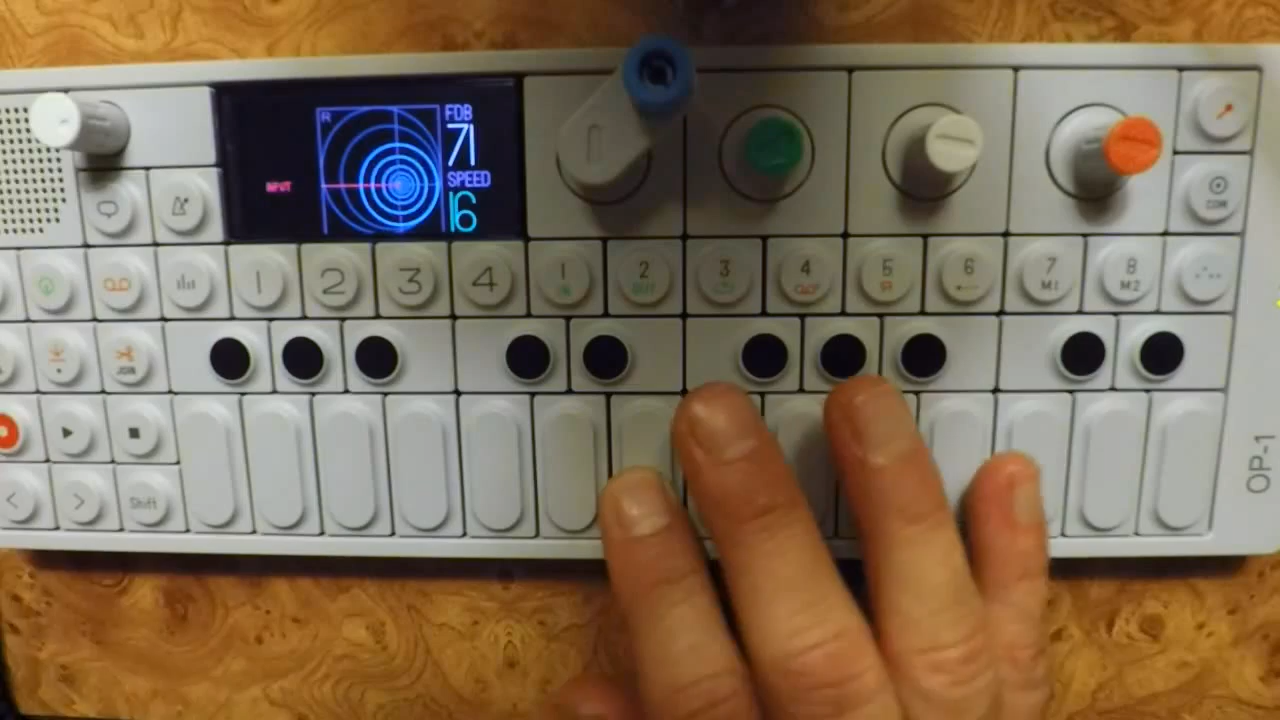 R
FDB
71
INPUT
SPEED
16
COM
1 2 3 4 1 2 3 4 5 6 7 8
M1 M2
JOIN
Shift
OP-1